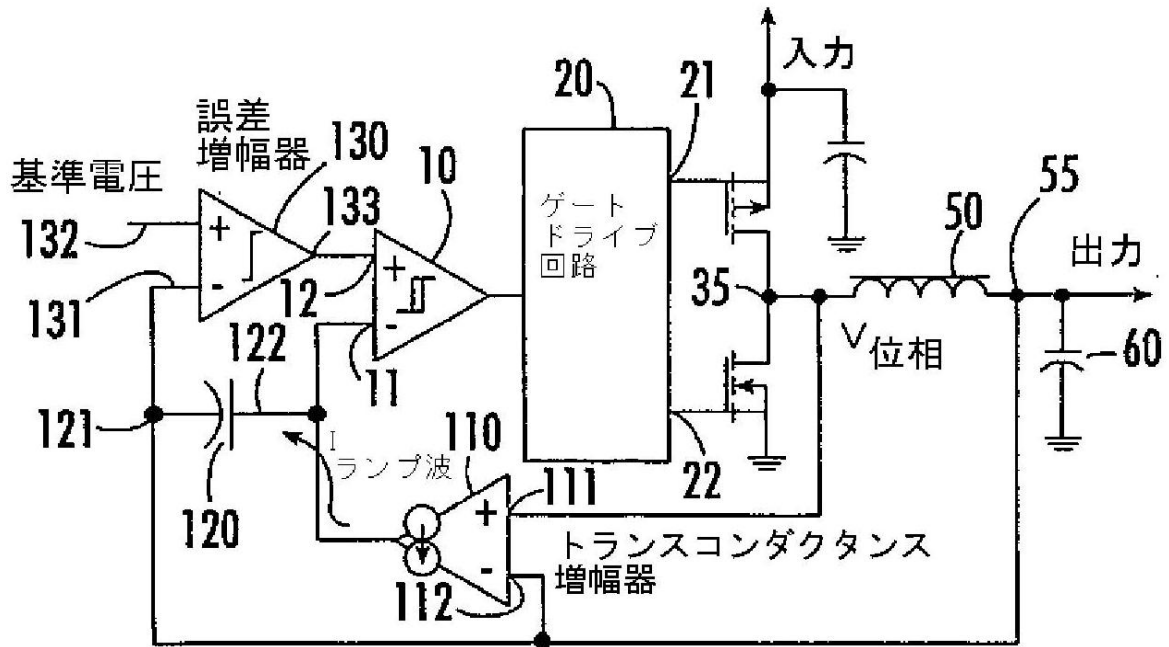 入力
20
21
誤差
増幅器
130
基準電圧
132
133
10
+
-
131
12
+
-
11
ゲート
ドライブ
回路
35
50
55
出力
V位相
60
122
121
120
I
ランプ波
110
111
22
+
-
112
トランスコンダクタンス
増幅器